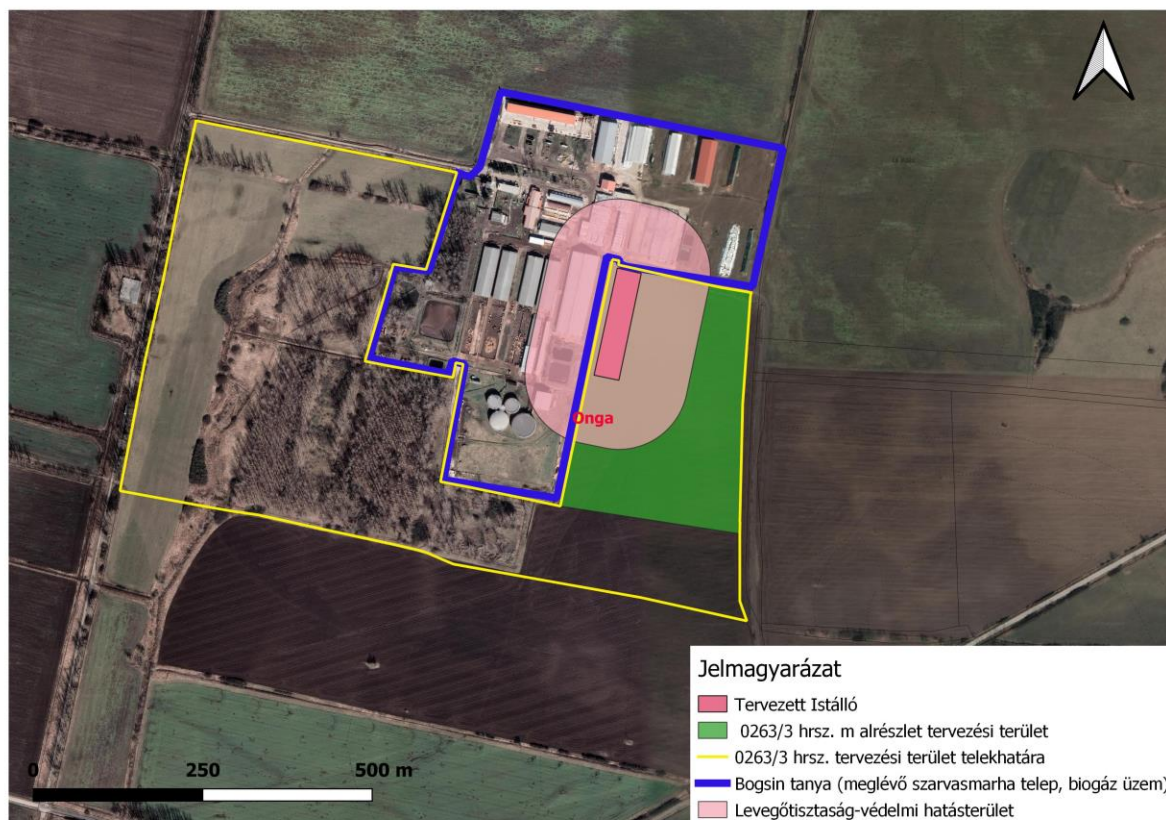 Onga
0 250 500 m
Jelmagyarázat
Tervezett Istálló
0263/3 hrsz. m alrészlet tervezési terület
0263/3 hrsz. tervezési terület telekhatára
Bogsin tanya (meglévő szarvasmarha telep, biogáz üzem)
Levegőtisztaság-védelmi hatásterület